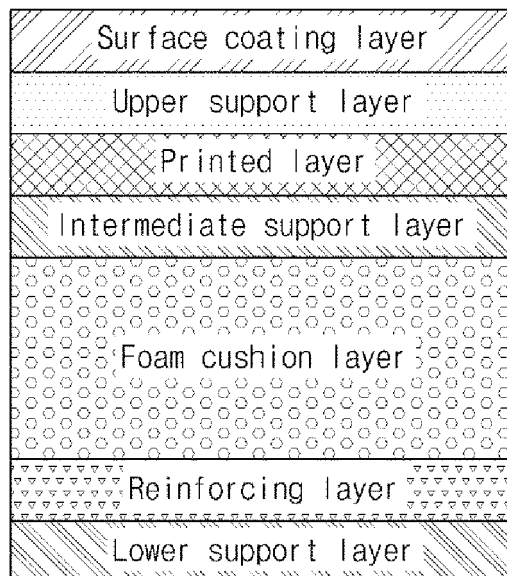 Surface coating layer
Upper support layer
Printed layer
Intermediate support layer
Foam cushion layer
Reinforcing layer
Lower support layer